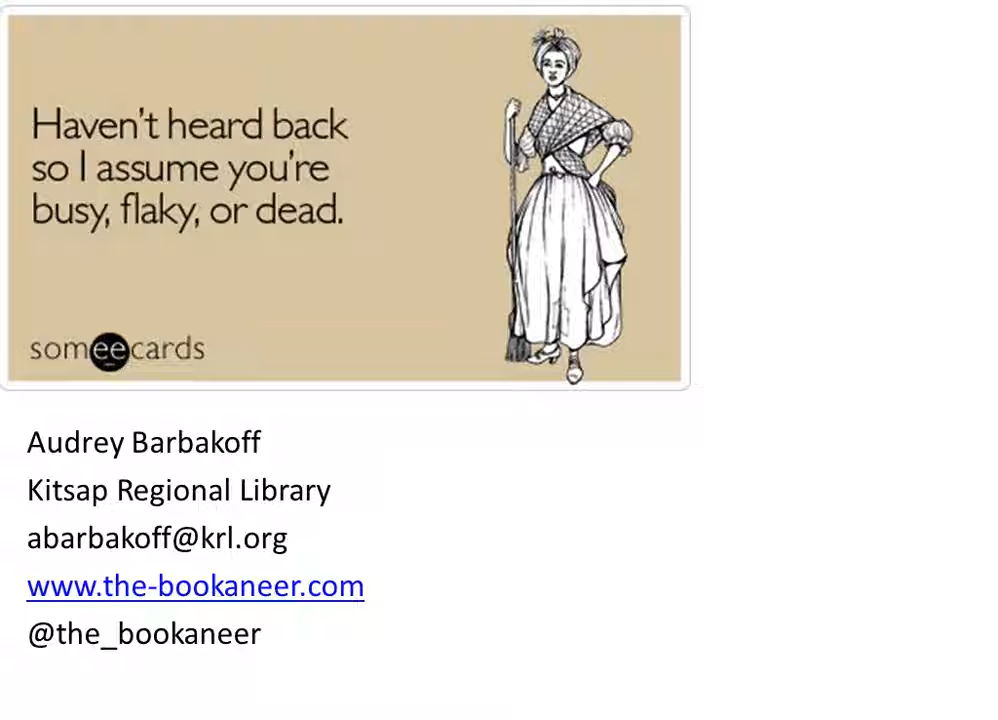 Haven't heard back
so I assume you're
busy, flaky, or dead.
someecards
Audrey Barbakoff
Kitsap Regional Library
abarbakoff@krl.org
www.the-bookaneer.com
@the_bookaneer